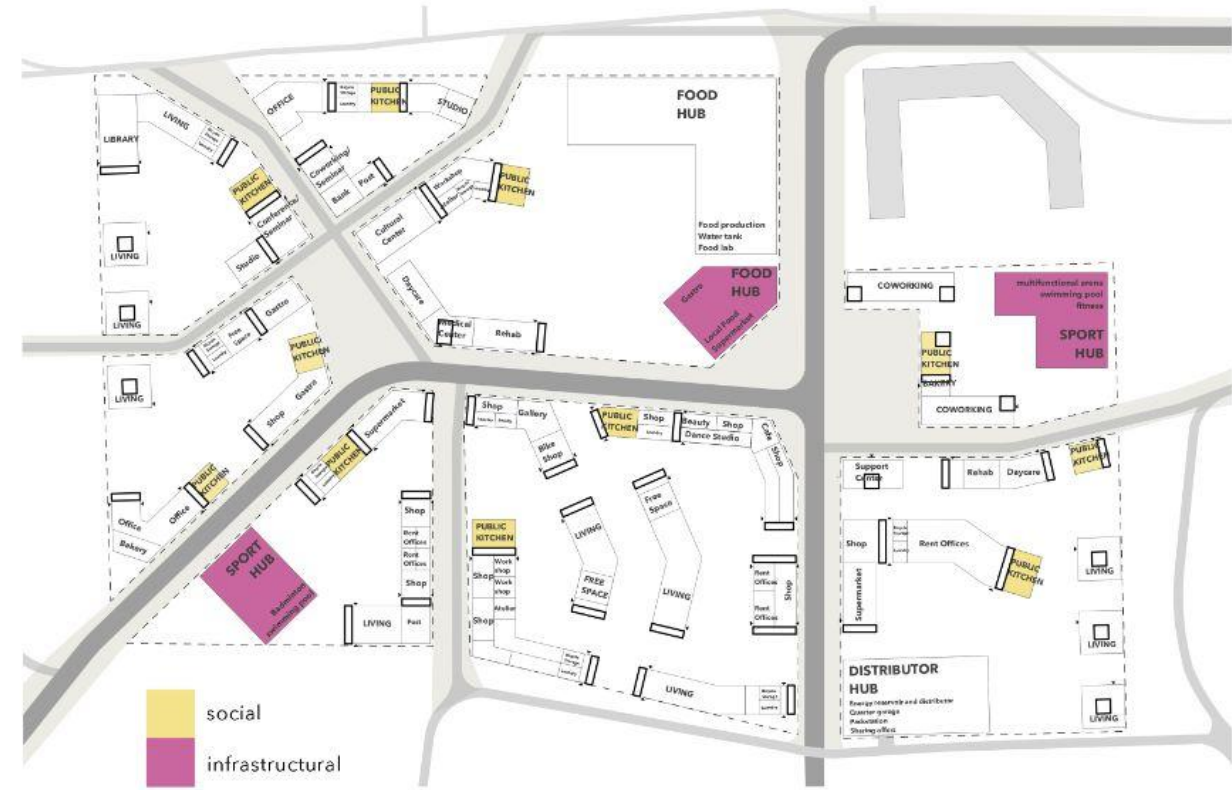 OFFICE
PUBLIC
KITCHEN
STUDIO
FOOD
HUB
LIBRARY
LIVING
Coworking/
Seminar
Bank
Post
PUBLIC
KITCHEN
Conference/
Seminar
Studio
Workshop
Atelier
PUBLIC
KITCHEN
Cultural
Center
Food production
Water tank
Food lab
LIVING
LIVING
Daycare
Medical
Center
Rehab
FOOD
HUB
Gastro
Local Food
Supermarket
COWORKING
multifunctional arena
swimming pool
fitness
SPORT
HUB
PUBLIC
KITCHEN
BAKERY
COWORKING
Gastro
Free
Space
PUBLIC
KITCHEN
Gastro
Shop
LIVING
Supermarket
PUBLIC
KITCHEN
PUBLIC
KITCHEN
Office
Office
Bakery
Shop
Gallery
Bike
Shop
PUBLIC
KITCHEN
Shop
Beauty
Shop
Dance Studio
Cafe
Shop
Support
Center
Rehab
Daycare
PUBLIC
KITCHEN
Shop
Rent
Offices
Rent
Offices
Shop
LIVING
Post
SPORT
HUB
Badminton
swimming pool
PUBLIC
KITCHEN
Shop
Work
shop
Work
shop
Atelier
Shop
LIVING
FREE
SPACE
Free
Space
LIVING
Rent
Offices
Rent
Offices
Shop
LIVING
Shop
Rent Offices
PUBLIC
KITCHEN
Supermarket
LIVING
LIVING
LIVING
DISTRIBUTOR
HUB
Energy reservoir and distributor
Quarter garage
Sharing offers
social
infrastructural